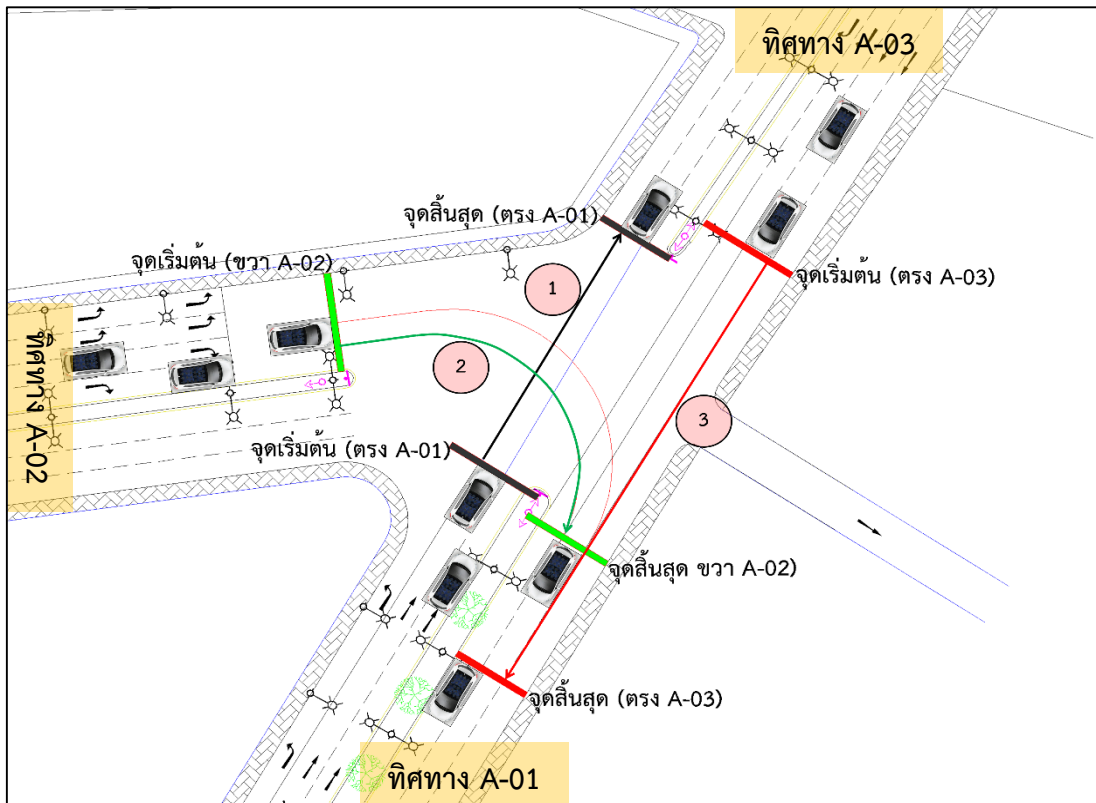 ทิศทาง A-03
จุดสิ้นสุด (ตรง A-01)
จุดเริ่มต้น (ขวา A-02)
จุดเริ่มต้น (ตรง A-03)
1
ทิศทาง A-02
2
3
จุดเริ่มต้น (ตรง A-01)
จุดสิ้นสุด ขวา A-02)
จุดสิ้นสุด (ตรง A-03)
ทิศทาง A-01